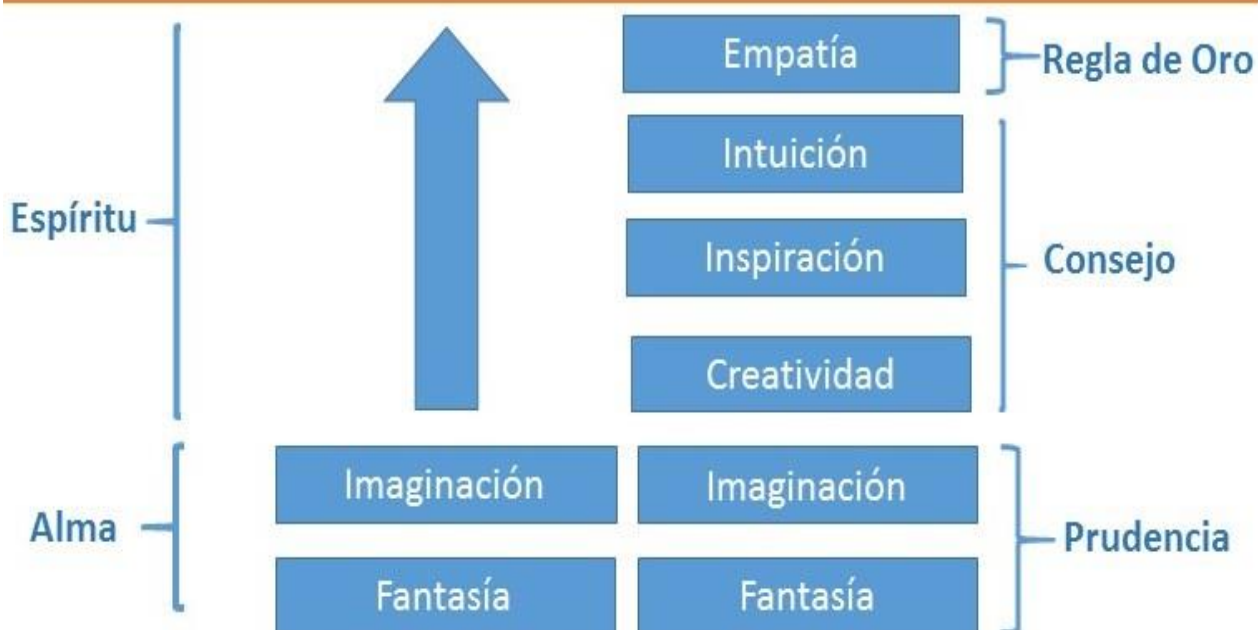 Empatía
Regla de Oro
Intuición
Espíritu
Inspiración
Consejo
Creatividad
Imaginación
Imaginación
Alma
Prudencia
Fantasía
Fantasía